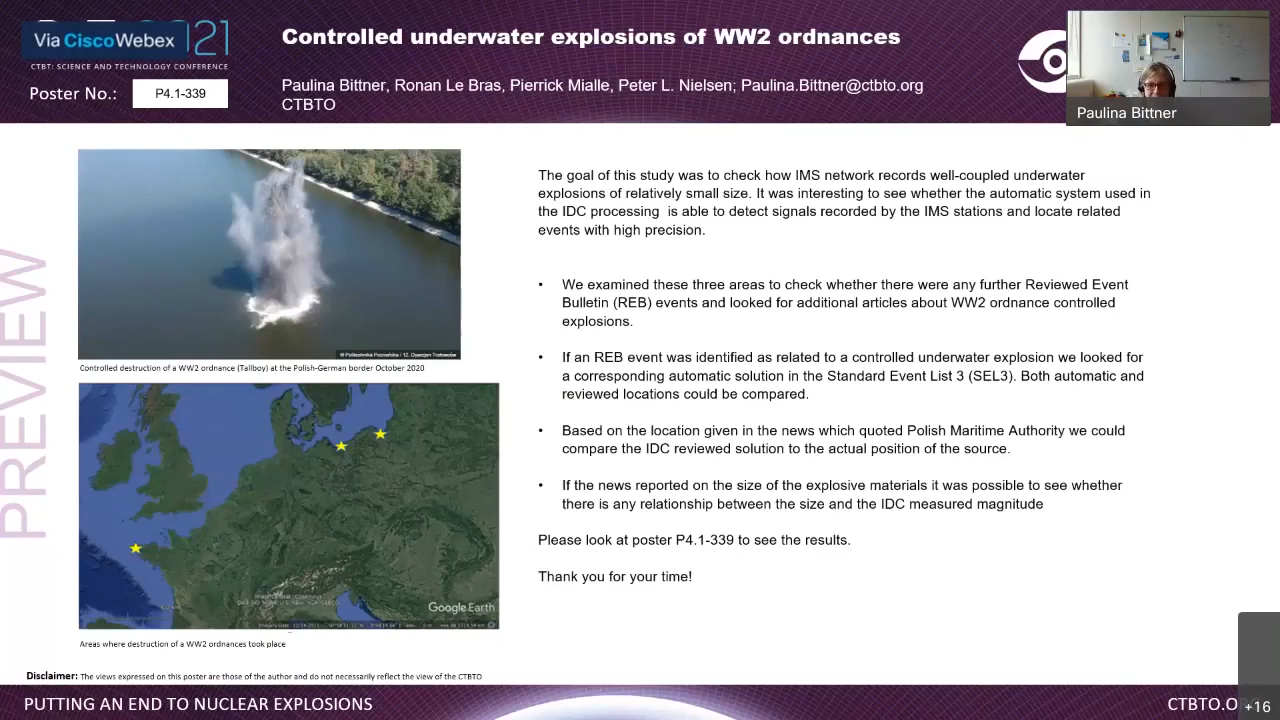 Via Cisco Webex
21
CTBT: SCIENCE AND TECHNOLOGY CONFERENCE
Poster No.:
P4.1-339
Controlled underwater explosions of WW2 ordnances
Paulina Bittner, Ronan Le Bras, Pierrick Mialle, Peter L. Nielsen; Paulina.Bittner@ctbto.org
CTBTO
Paulina Bittner
PREVIEW
© Politechnika Poznańska / 12. Dywizjon Trałowców
Controlled destruction of a WW2 ordnance (Tallboy) at the Polish-German border October 2020
Google Earth
Areas where destruction of a WW2 ordnances took place
The goal of this study was to check how IMS network records well-coupled underwater
explosions of relatively small size. It was interesting to see whether the automatic system used in
the IDC processing is able to detect signals recorded by the IMS stations and locate related
events with high precision.
• We examined these three areas to check whether there were any further Reviewed Event
Bulletin (REB) events and looked for additional articles about WW2 ordnance controlled
explosions.
• If an REB event was identified as related to a controlled underwater explosion we looked for
a corresponding automatic solution in the Standard Event List 3 (SEL3). Both automatic and
reviewed locations could be compared.
• Based on the location given in the news which quoted Polish Maritime Authority we could
compare the IDC reviewed solution to the actual position of the source.
• If the news reported on the size of the explosive materials it was possible to see whether
there is any relationship between the size and the IDC measured magnitude
Please look at poster P4.1-339 to see the results.
Thank you for your time!
Disclaimer: The views expressed on this poster are those of the author and do not necessarily reflect the view of the CTBTO
PUTTING AN END TO NUCLEAR EXPLOSIONS
CTBTO.O
+16